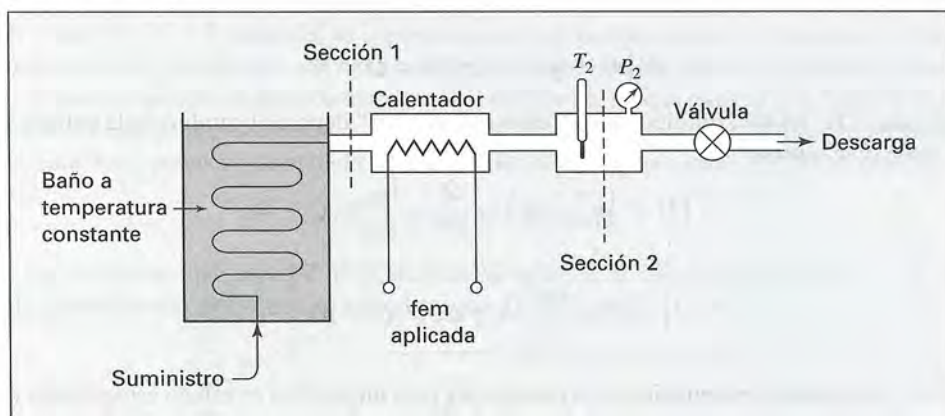 Sección 1
T₂
P₂
Calentador
Válvula
Descarga
Baño a
temperatura
constante
Sección 2
fem
aplicada
Suministro